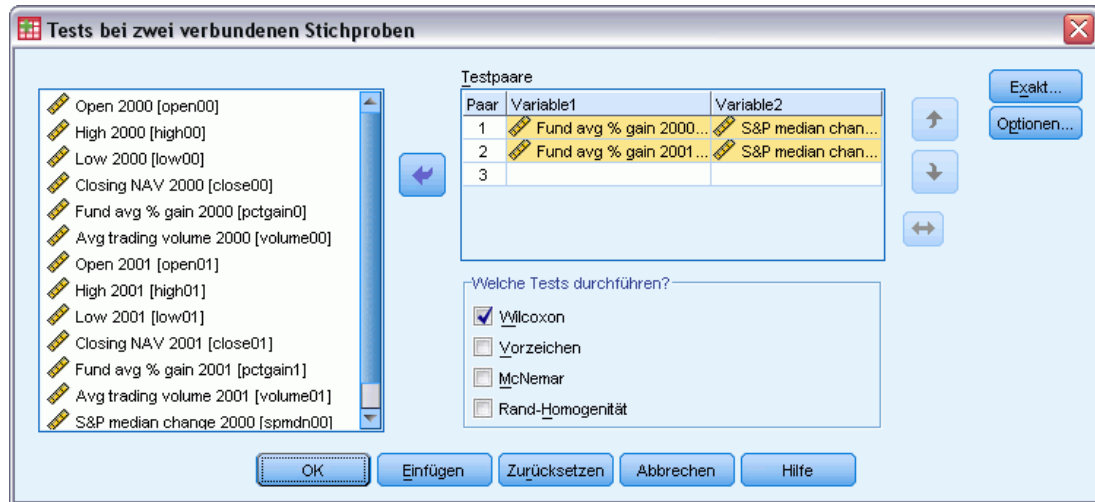 Tests bei zwei verbundenen Stichproben
Open 2000 [open00]
High 2000 [high00]
Low 2000 [low00]
Closing NAV 2000 [close00]
Fund avg % gain 2000 [pctgain0]
Avg trading volume 2000 [volume00]
Open 2001 [open01]
High 2001 [high01]
Low 2001 [low01]
Closing NAV 2001 [close01]
Fund avg % gain 2001 [pctgain1]
Avg trading volume 2001 [volume01]
S&P median change 2000 [spmdn00]
Testpaare
Paar Variable1 Variable2
1 Fund avg % gain 2000... S&P median chan...
2 Fund avg % gain 2001... S&P median chan...
3
Exakt...
Optionen...
Welche Tests durchführen?
Wilcoxon
Vorzeichen
McNemar
Rand-Homogenität
OK Einfügen Zurücksetzen Abbrechen Hilfe